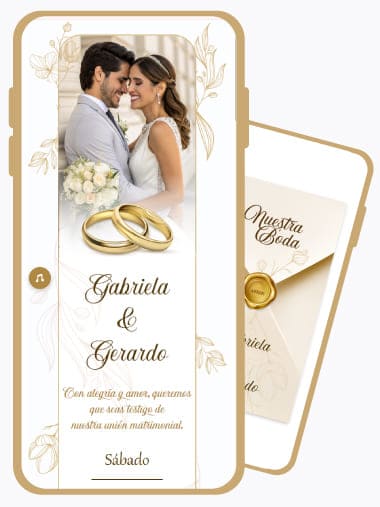 Gabriela
&
Gerardo
Con alegría y amor, queremos
que seas testigo de
nuestra unión matrimonial.
Sábado
Nuestra
Boda